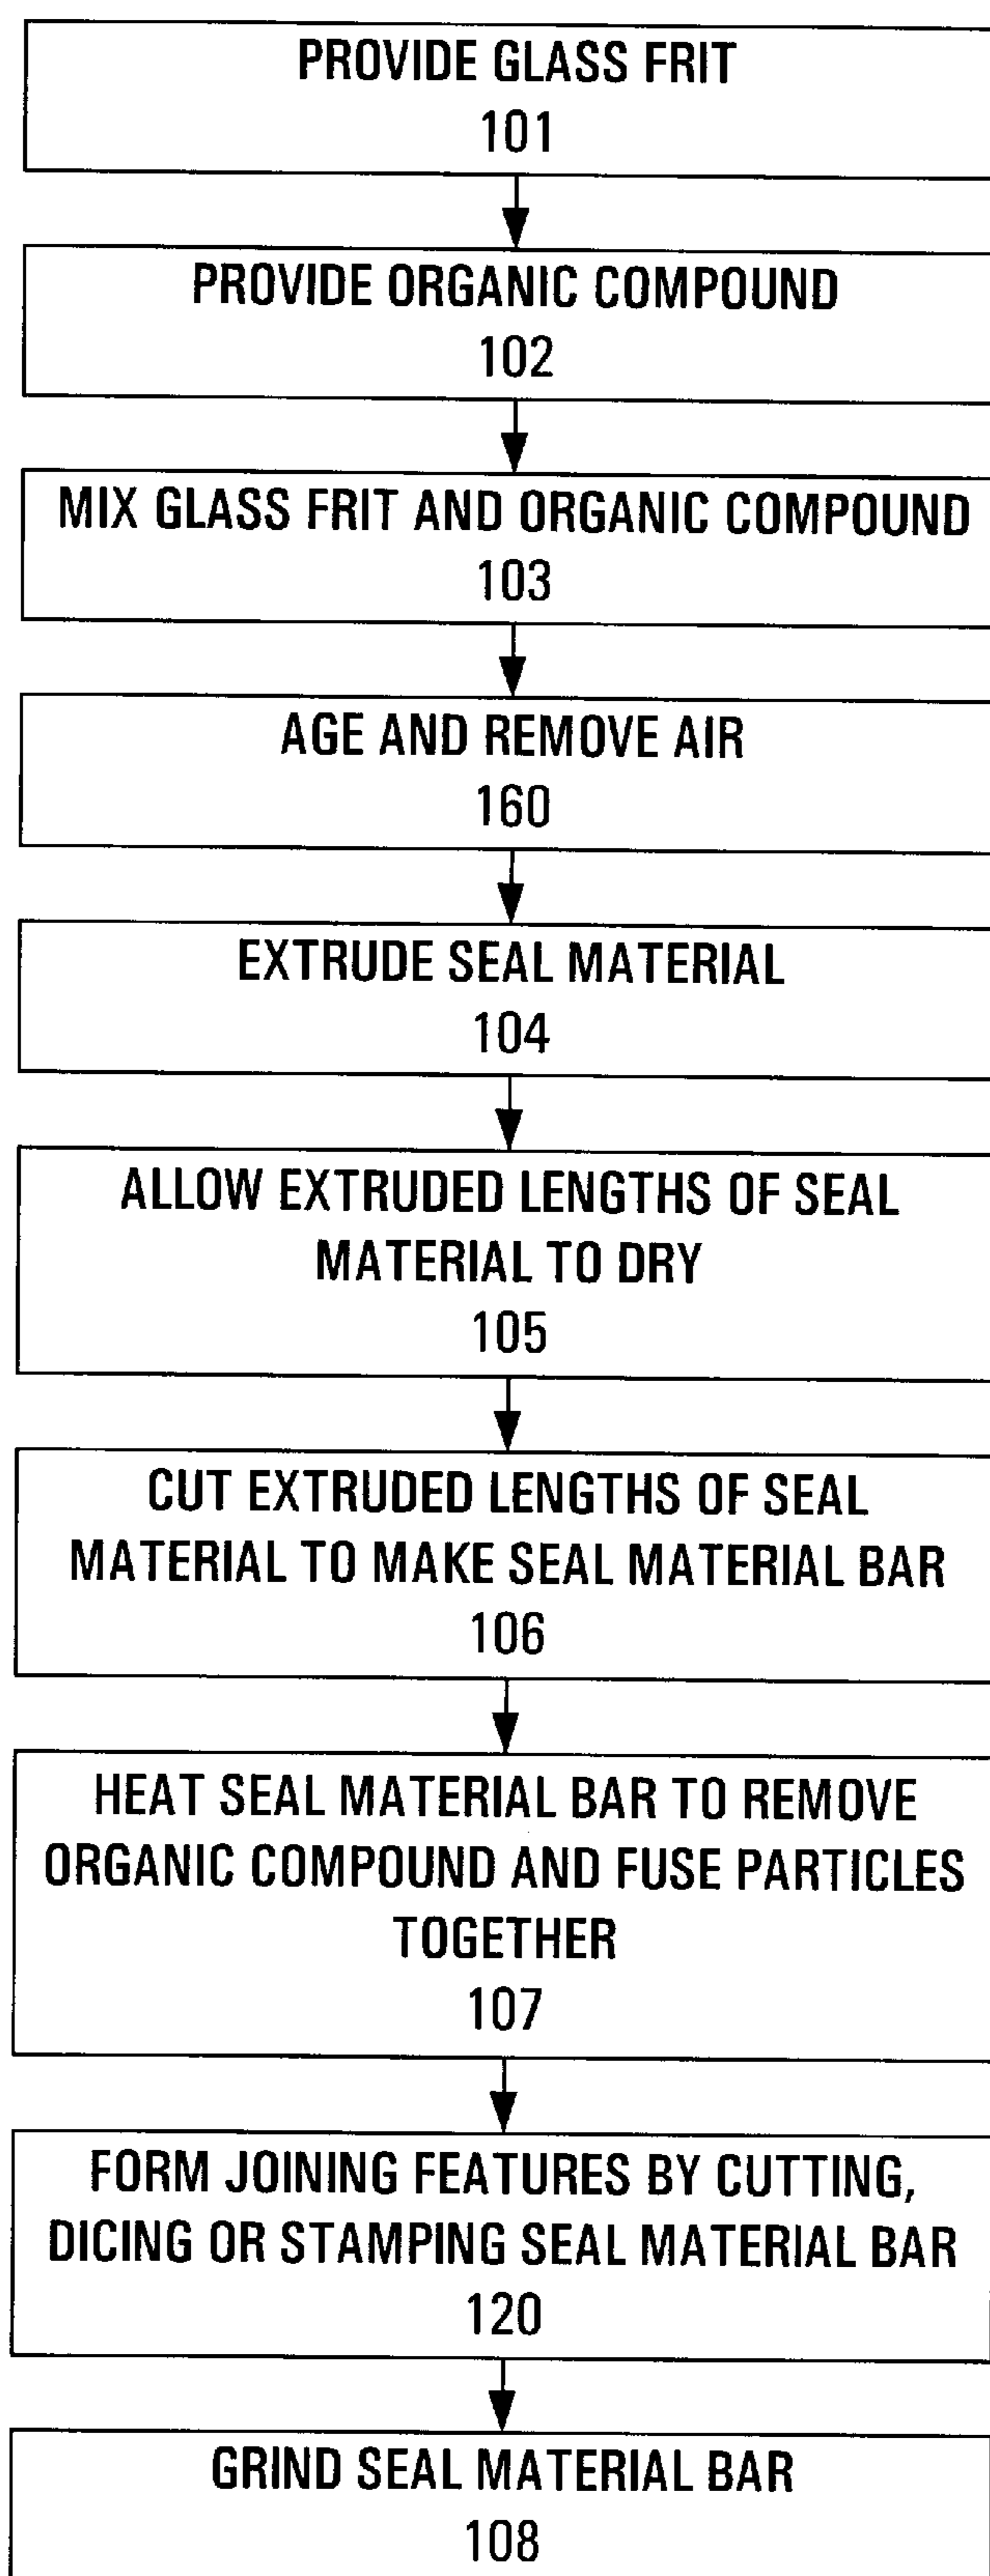 PROVIDE GLASS FRIT
101
PROVIDE ORGANIC COMPOUND
102
MIX GLASS FRIT AND ORGANIC COMPOUND
103
AGE AND REMOVE AIR
160
EXTRUDE SEAL MATERIAL
104
ALLOW EXTRUDED LENGTHS OF SEAL
MATERIAL TO DRY
105
CUT EXTRUDED LENGTHS OF SEAL
MATERIAL TO MAKE SEAL MATERIAL BAR
106
HEAT SEAL MATERIAL BAR TO REMOVE
ORGANIC COMPOUND AND FUSE PARTICLES
TOGETHER
107
FORM JOINING FEATURES BY CUTTING,
DICING OR STAMPING SEAL MATERIAL BAR
120
GRIND SEAL MATERIAL BAR
108